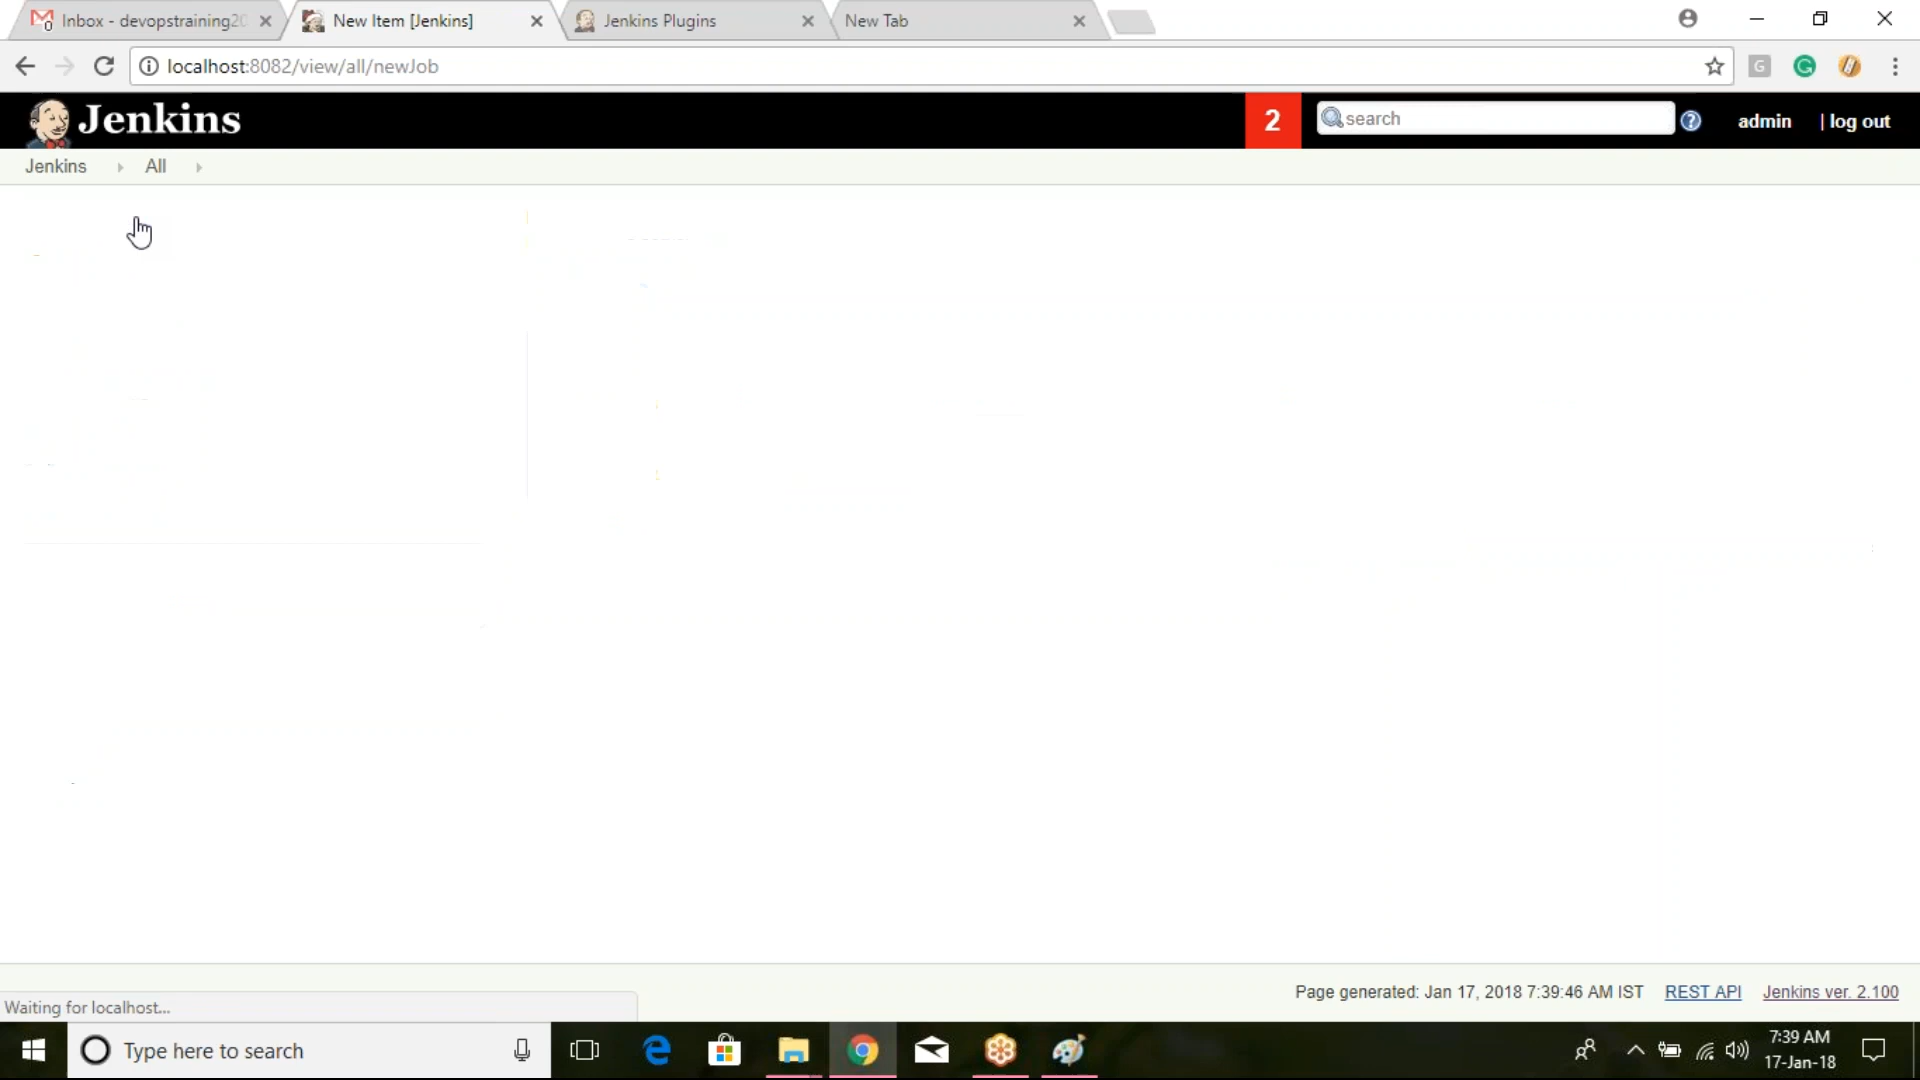 Inbox - devopstraining20
New Item [Jenkins]
Jenkins Plugins
New Tab
localhost:8082/view/all/newJob
Jenkins
2
search
admin
| log out
Jenkins
All
Page generated: Jan 17, 2018 7:39:46 AM IST
REST API
Jenkins ver. 2.100
Waiting for localhost...
Type here to search
7:39 AM
17-Jan-18